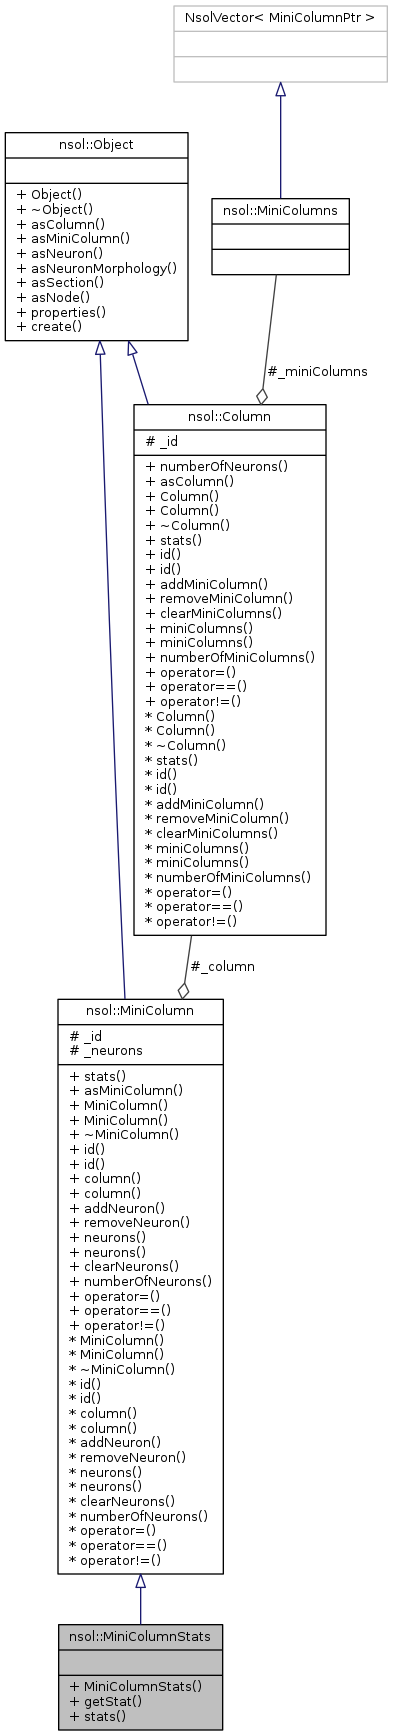 NsolVector< MiniColumnPtr >
nsol::Object
+ Object()
+ ~Object()
+ asColumn()
+ asMiniColumn()
+ asNeuron()
+ asNeuronMorphology()
+ asSection()
+ asNode()
+ properties()
+ create()
nsol::MiniColumns
#_miniColumns
nsol::Column
# _id
+ numberOfNeurons()
+ asColumn()
+ Column()
+ Column()
+ ~Column()
+ stats()
+ id()
+ id()
+ addMiniColumn()
+ removeMiniColumn()
+ clearMiniColumns()
+ miniColumns()
+ miniColumns()
+ numberOfMiniColumns()
+ operator=()
+ operator==()
+ operator!=()
* Column()
* Column()
* ~Column()
* stats()
* id()
* id()
* addMiniColumn()
* removeMiniColumn()
* clearMiniColumns()
* miniColumns()
* miniColumns()
* numberOfMiniColumns()
* operator=()
* operator==()
* operator!=()
#_column
nsol::MiniColumn
# _id
# _neurons
+ stats()
+ asMiniColumn()
+ MiniColumn()
+ MiniColumn()
+ ~MiniColumn()
+ id()
+ id()
+ column()
+ column()
+ addNeuron()
+ removeNeuron()
+ neurons()
+ neurons()
+ clearNeurons()
+ numberOfNeurons()
+ operator=()
+ operator==()
+ operator!=()
* MiniColumn()
* MiniColumn()
* ~MiniColumn()
* id()
* id()
* column()
* column()
* addNeuron()
* removeNeuron()
* neurons()
* neurons()
* clearNeurons()
* numberOfNeurons()
* operator=()
* operator==()
* operator!=()
nsol::MiniColumnStats
+ MiniColumnStats()
+ getStat()
+ stats()